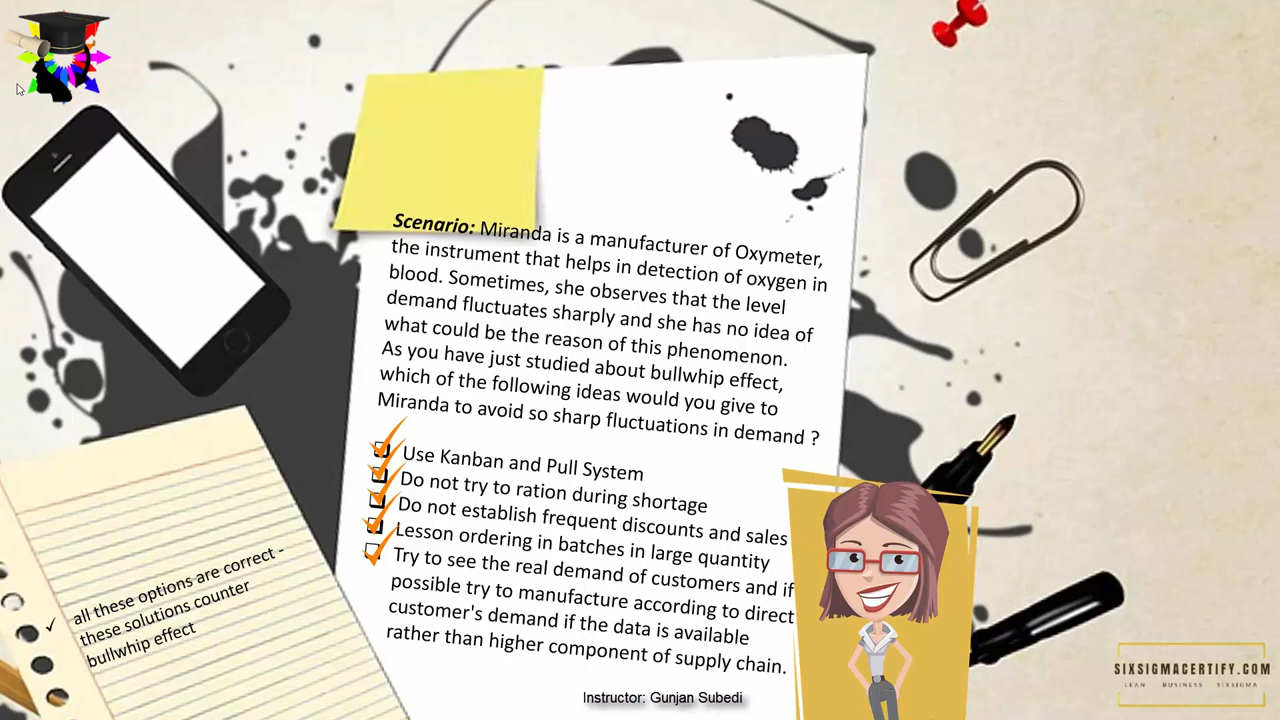 Scenario: Miranda is a manufacturer of Oxymeter,
the instrument that helps in detection of oxygen in
blood. Sometimes, she observes that the level
demand fluctuates sharply and she has no idea of
what could be the reason of this phenomenon.
As you have just studied about bullwhip effect,
which of the following ideas would you give to
Miranda to avoid so sharp fluctuations in demand ?
Use Kanban and Pull System
Do not try to ration during shortage
Do not establish frequent discounts and sales
Lesson ordering in batches in large quantity
Try to see the real demand of customers and if
possible try to manufacture according to direct
customer's demand if the data is available
rather than higher component of supply chain.
✓ all these options are correct -
these solutions counter
bullwhip effect
Instructor: Gunjan Subedi
SIXSIGMACERTIFY.COM
LEAN BUSINESS SIXSIGMA